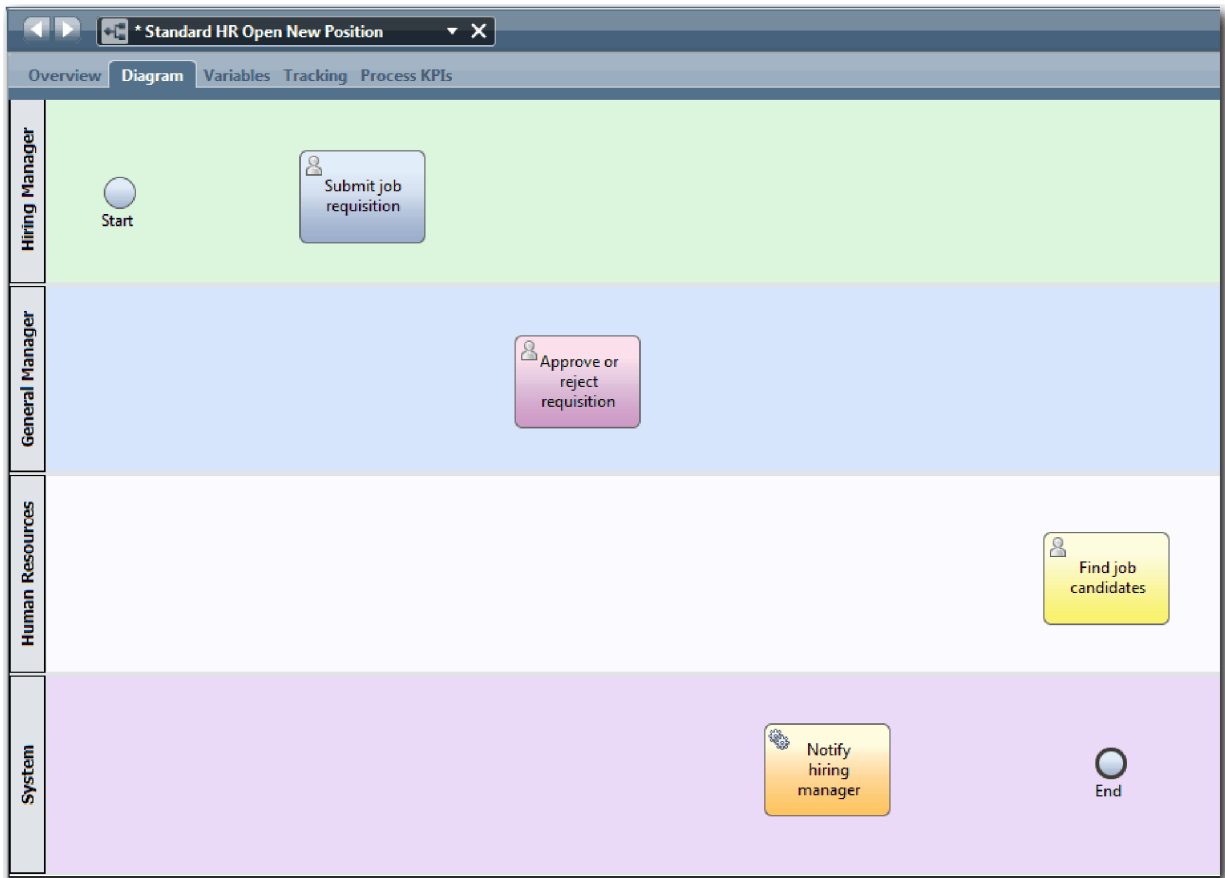 * Standard HR Open New Position
Overview Diagram Variables Tracking Process KPIs
Hiring Manager
Start
Submit job
requisition
General Manager
Approve or
reject
requisition
Human Resources
Find job
candidates
System
Notify
hiring
manager
End